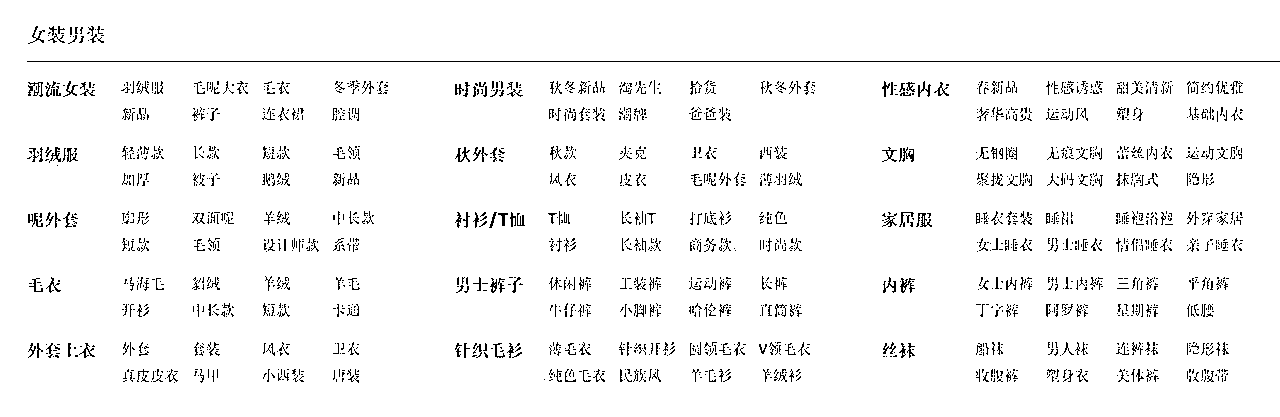 女装男装
潮流女装 羽绒服 毛呢大衣 毛衣 冬季外套
新品 裤子 连衣裙 腔调
时尚男装 秋冬新品 淘先生 拾货 秋冬外套
时尚套装 潮牌 爸爸装
性感内衣 春新品 性感诱惑 甜美清新 简约优雅
奢华高贵 运动风 塑身 基础内衣
羽绒服 轻薄款 长款 短款 毛领
加厚 被子 鹅绒 新品
秋外套 秋款 夹克 卫衣 西装
风衣 皮衣 毛呢外套 薄羽绒
文胸 无钢圈 无痕文胸 蕾丝内衣 运动文胸
聚拢文胸 大码文胸 抹胸式 隐形
呢外套 廓形 双面呢 羊绒 中长款
短款 毛领 设计师款 系带
衬衫/T恤 T恤 长袖T 打底衫 纯色
衬衫 长袖款 商务款 时尚款
家居服 睡衣套装 睡裙 睡袍浴袍 外穿家居
女士睡衣 男士睡衣 情侣睡衣 亲子睡衣
毛衣 马海毛 貂绒 羊绒 羊毛
开衫 中长款 短款 卡通
男士裤子 休闲裤 工装裤 运动裤 长裤
牛仔裤 小脚裤 哈伦裤 直筒裤
内裤 女士内裤 男士内裤 三角裤 平角裤
丁字裤 阿罗裤 星期裤 低腰
外套上衣 外套 套装 风衣 卫衣
真皮皮衣 马甲 小西装 唐装
针织毛衫 薄毛衣 针织开衫 圆领毛衣 V领毛衣
纯色毛衣 民族风 羊毛衫 羊绒衫
丝袜 船袜 男人袜 连裤袜 隐形袜
收腹裤 塑身衣 美体裤 收腹带